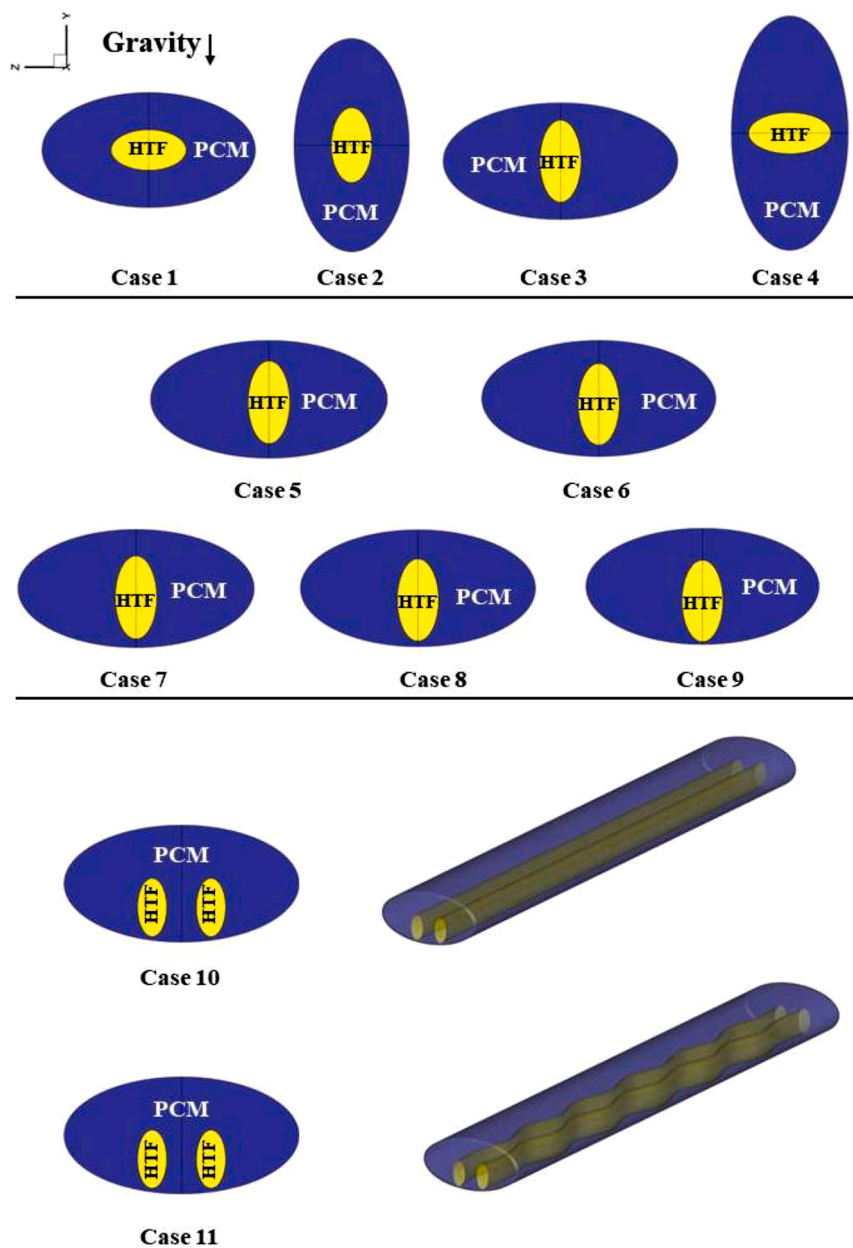 Y
Z
X
Gravity
HTF
PCM
HTF
PCM
PCM
HTF
HTF
PCM
Case 1
Case 2
Case 3
Case 4
HTF
PCM
HTF
PCM
Case 5
Case 6
HTF
PCM
HTF
PCM
HTF
PCM
Case 7
Case 8
Case 9
PCM
HTF
HTF
Case 10
PCM
HTF
HTF
Case 11